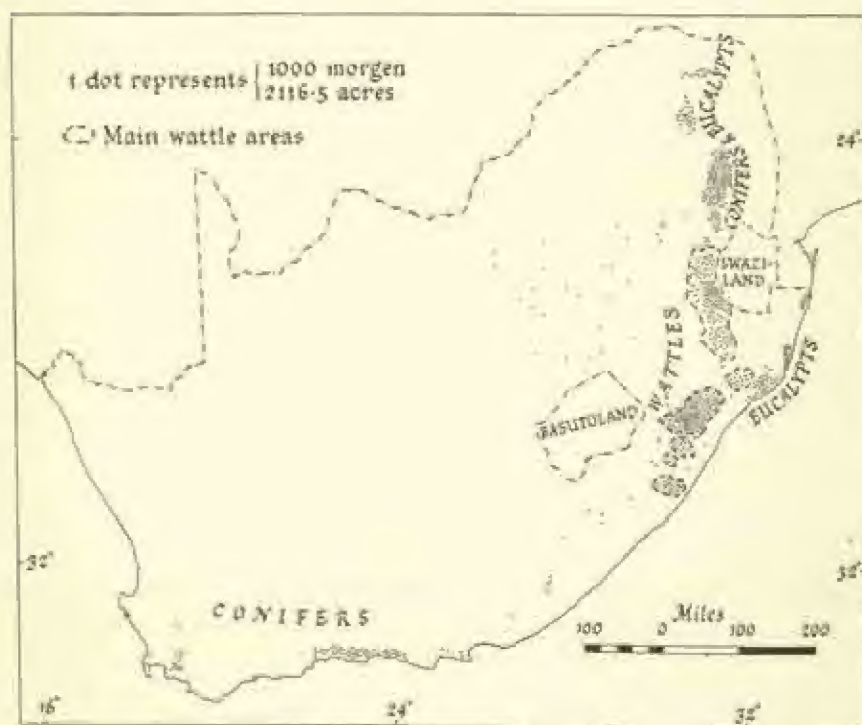 1 dot represents { 1000 morgen
2116·5 acres
Main wattle areas
EUCALYPTS
& CONIFERS
24°
SWAZI-
LAND
WATTLES
BASUTOLAND
EUCALYPTS
32°
32°
CONIFERS
Miles
100 0 100 200
16°
24°
32°